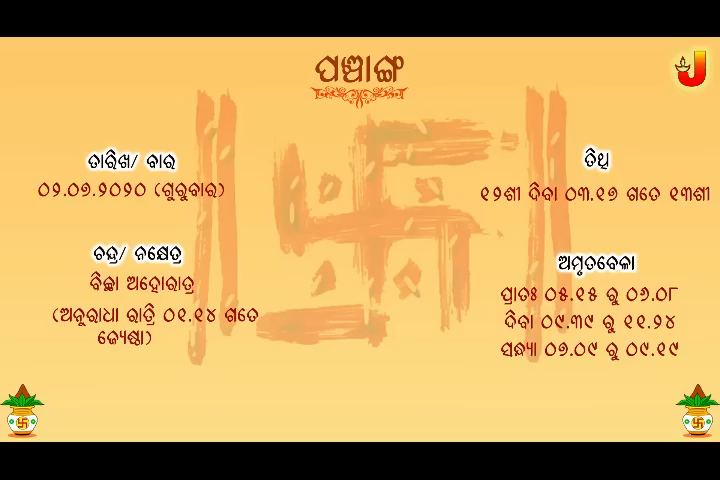 ପଞ୍ଚାଙ୍ଗ
J
ତାରିଖ/ ବାର
୦୨.୦୭.୨୦୨୦ (ଗୁରୁବାର)
ତିଥି
୧୨ଶୀ ଦିବା ୦୩.୧୭ ଗତେ ୧୩ଶୀ
ଚନ୍ଦ୍ର/ ନକ୍ଷେତ୍ର
ବିଚ୍ଛା ଅହୋରାତ୍ର
(ଅନୁରାଧା ରାତ୍ରି ୦୧.୧୪ ଗତେ
ଜ୍ୟେଷ୍ଠା)
ଅମୃତବେଳା
ପ୍ରାତଃ ୦୫.୧୫ ରୁ ୦୬.୦୮
ଦିବା ୦୯.୩୯ ରୁ ୧୧.୨୪
ସନ୍ଧ୍ୟା ୦୭.୦୯ ରୁ ୦୯.୧୯